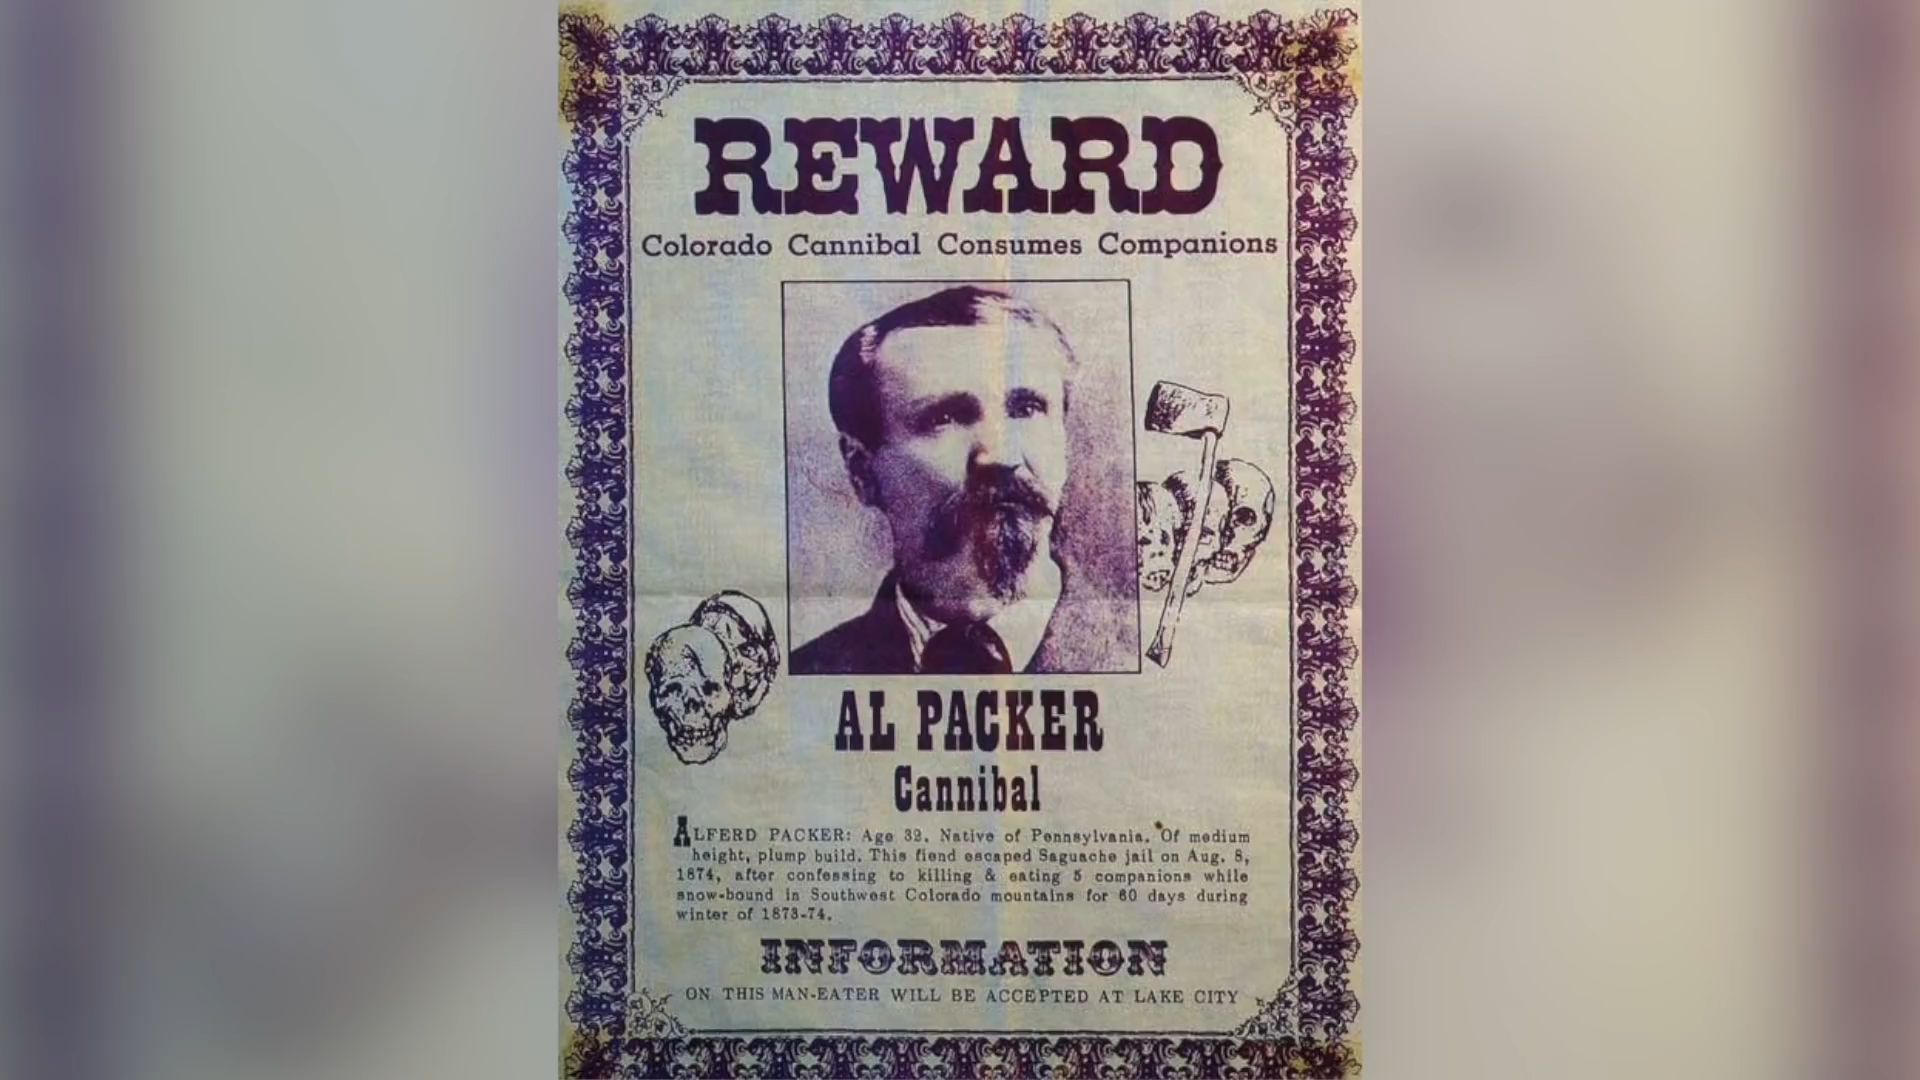 REWARD
Colorado Cannibal Consumes Companions
AL PACKER
Cannibal
ALFERD PACKER: Age 32. Native of Pennsylvania. Of medium
height, plump build. This fiend escaped Saguache jail on Aug. 8,
1874, after confessing to killing & eating 5 companions while
snow-bound in Southwest Colorado mountains for 60 days during
winter of 1873-74.
INFORMATION
ON THIS MAN-EATER WILL BE ACCEPTED AT LAKE CITY